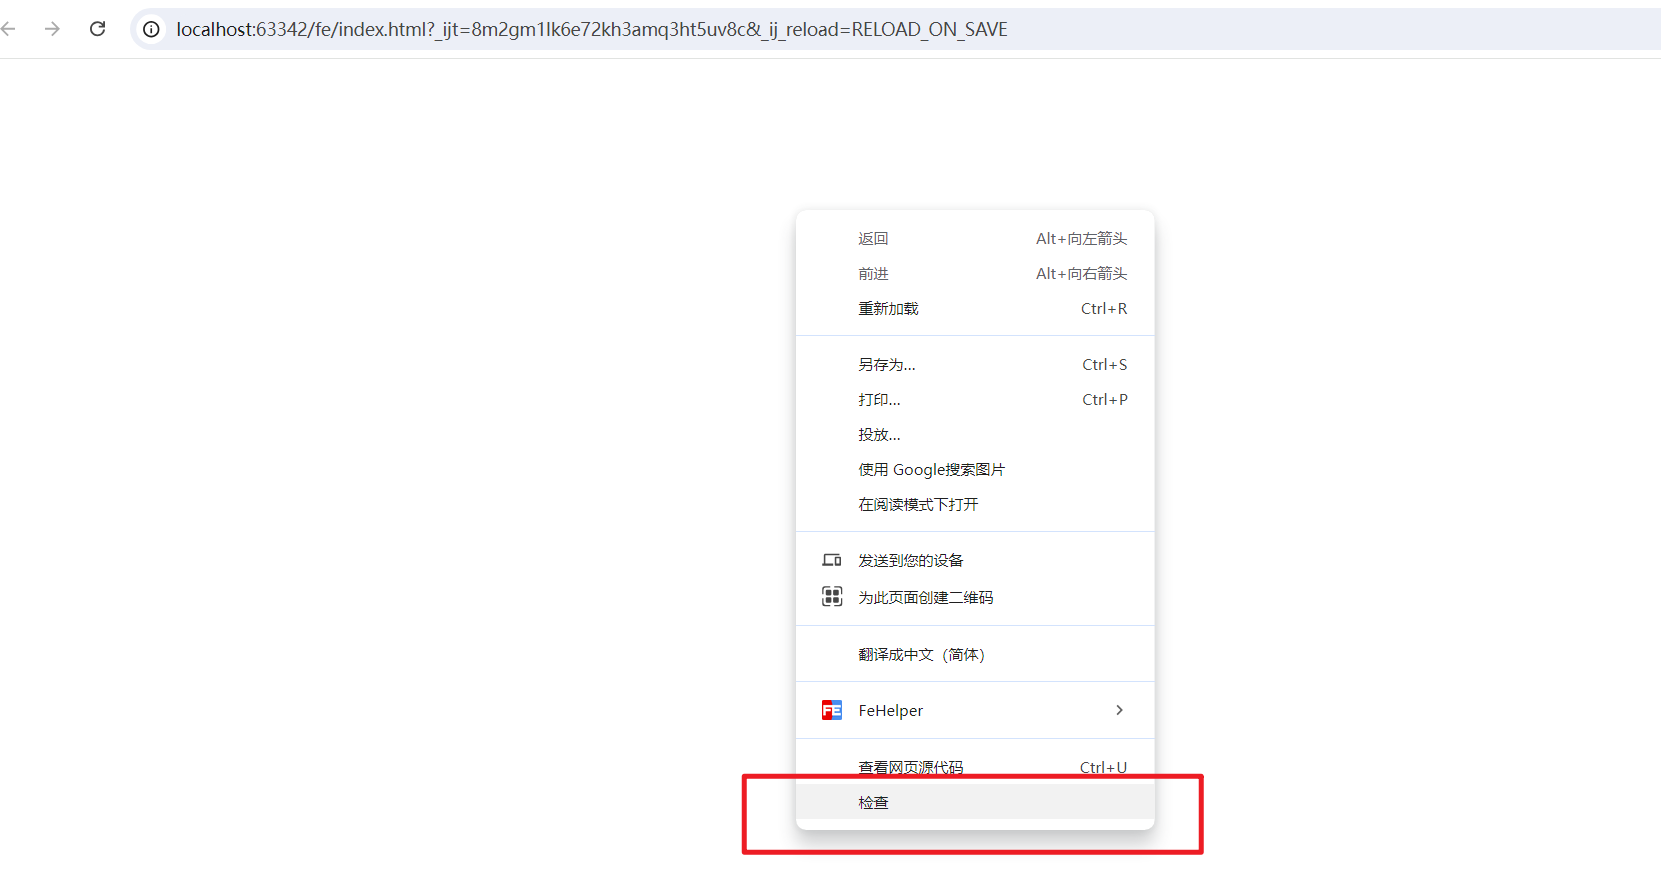 localhost:63342/fe/index.html?_ijt=8m2gm1lk6e72kh3amq3ht5uv8c&_ij_reload=RELOAD_ON_SAVE
返回 Alt+向左箭头
前进 Alt+向右箭头
重新加载 Ctrl+R
另存为... Ctrl+S
打印... Ctrl+P
投放...
使用 Google搜索图片
在阅读模式下打开
发送到您的设备
为此页面创建二维码
翻译成中文（简体）
FE FeHelper
查看网页源代码 Ctrl+U
检查